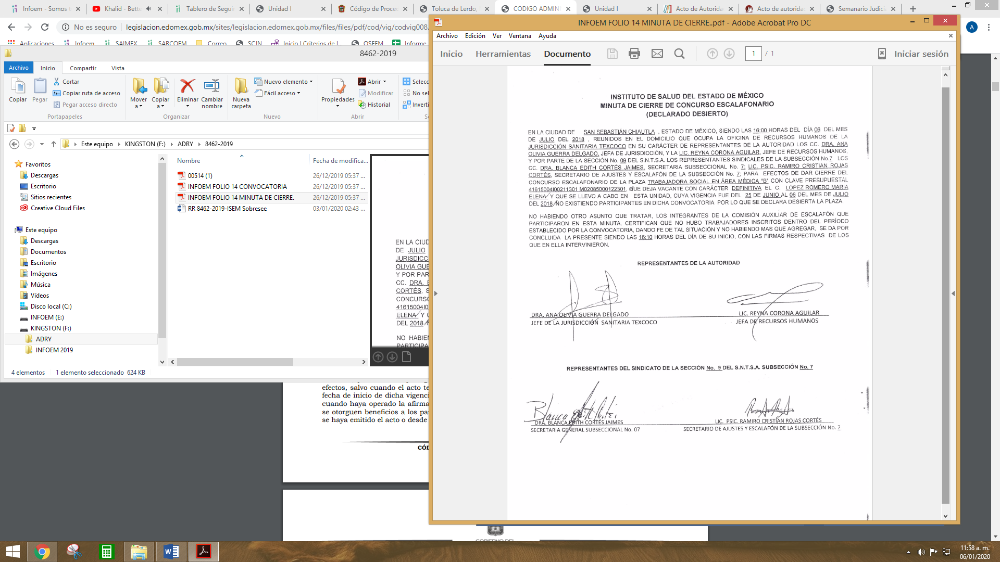 Infoem - Somos t
Khalid - Bette
Tablero de Seguir
Unidad I
Código de Proced
Toluca de Lerdo,
CODIGO ADMINI
Unidad I
Acto de Autorida
Acto de autoridad
Semanario Judicia
No es seguro
legislacion.edomex.gob.mx/sites/legislacion.edomex.gob.mx/files/files/pdf/cod/vig/codvig008.
A
Aplicaciones
Infoem
SAIMEX
SARCOEM
Correo
SCJN
Inicio | Criterios de I...
OSFEM
Informe
8462-2019
Archivo
Inicio
Compartir
Vista
Copiar
Pegar
Cortar
Copiar ruta de acceso
Pegar acceso directo
Portapapeles
Mover a
Copiar a
Eliminar
Cambiar nombre
Organizar
Nueva carpeta
Nuevo elemento
Fácil acceso
Nuevo
Propiedades
Abrir
Modificar
Historial
Abrir
Selecc
No sel
Inverti
Este equipo
KINGSTON (F:)
ADRY
8462-2019
Favoritos
Descargas
Escritorio
Sitios recientes
Creative Cloud Files
Este equipo
Descargas
Documentos
Escritorio
Imágenes
Música
Vídeos
Disco local (C:)
INFOEM (E:)
KINGSTON (F:)
ADRY
INFOEM 2019
Nombre
Fecha de modifica...
00514 (1)
26/12/2019 05:37 ...
INFOEM FOLIO 14 CONVOCATORIA
26/12/2019 05:37 ...
INFOEM FOLIO 14 MINUTA DE CIERRE.
26/12/2019 05:37 ...
RR 8462-2019-ISEM Sobresee
03/01/2020 02:43 ...
EN LA CIUD
DE JULIO
JURISDICC
OLIVIA GUE
Y POR PAR
CC. DRA. E
CORTÉS, S
CONCURSO
41615004I0
ELENA Y Q
DEL 2018
NO HABIEN
PARTICIPA
4 elementos
1 elemento seleccionado 624 KB
efectos, salvo cuando el acto te
fecha de inicio de dicha vigenci
cuando haya operado la afirma
se otorguen beneficios a los pa
se haya emitido el acto o desde
CÓD
INFOEM FOLIO 14 MINUTA DE CIERRE..pdf - Adobe Acrobat Pro DC
Archivo
Edición
Ver
Ventana
Ayuda
Inicio
Herramientas
Documento
1
/ 1
Iniciar sesión
INSTITUTO DE SALUD DEL ESTADO DE MÉXICO
MINUTA DE CIERRE DE CONCURSO ESCALAFONARIO
(DECLARADO DESIERTO)
EN LA CIUDAD DE SAN SEBASTIÁN CHIAUTLA , ESTADO DE MÉXICO, SIENDO LAS 16:00 HORAS DEL DÍA 06 DEL MES
DE JULIO DEL 2018 , REUNIDOS EN EL DOMICILIO QUE OCUPA LA OFICINA DE RECURSOS HUMANOS DE LA
JURISDICCIÓN SANITARIA TEXCOCO EN SU CARÁCTER DE REPRESENTANTES DE LA AUTORIDAD LOS CC. DRA. ANA
OLIVIA GUERRA DELGADO, JEFA DE JURISDICCIÓN, Y LA LIC. REYNA CORONA AGUILAR, JEFE DE RECURSOS HUMANOS.
Y POR PARTE DE LA SECCIÓN No. 09 DEL S.N.T.S.A. LOS REPRESENTANTES SINDICALES DE LA SUBSECCIÓN No.7 LOS
CC. DRA. BLANCA EDITH CORTÉS JAIMES, SECRETARIA SUBSECCIONAL No. 7; LIC. PSIC. RAMIRO CRISTIAN ROJAS
CORTÉS, SECRETARIO DE AJUSTES Y ESCALAFÓN DE LA SUBSECCIÓN No. 7; PARA EFECTOS DE DAR CIERRE DEL
CONCURSO ESCALAFONARIO DE LA PLAZA TRABAJADORA SOCIAL EN ÁREA MÉDICA "B" CON CLAVE PRESUPUESTAL
41615004I00211301 M02085000122301, QUE DEJA VACANTE CON CARÁCTER DEFINITIVA EL C. LÓPEZ ROMERO MARIA
ELENA Y QUE SE LLEVO A CABO EN ESTA UNIDAD, CUYA VIGENCIA FUE DEL 25 DE JUNIO AL 06 DEL MES DE JULIO
DEL 2018 NO EXISTIENDO PARTICIPANTES EN DICHA CONVOCATORIA POR LO QUE SE DECLARA DESIERTA LA PLAZA.
NO HABIENDO OTRO ASUNTO QUE TRATAR, LOS INTEGRANTES DE LA COMISIÓN AUXILIAR DE ESCALAFÓN QUE
PARTICIPARON EN ESTA MINUTA, CERTIFICAN QUE NO HUBO TRABAJADORES INSCRITOS DENTRO DEL PERÍODO
ESTABLECIDO POR LA CONVOCATORIA, DANDO FE DE TAL SITUACIÓN Y NO HABIENDO MAS QUE AGREGAR, SE DA POR
CONCLUIDA LA PRESENTE SIENDO LAS 16:10 HORAS DEL DÍA DE SU INICIO, CON LAS FIRMAS RESPECTIVAS DE LOS
QUE EN ELLA INTERVINIERON.
REPRESENTANTES DE LA AUTORIDAD
DRA. ANA OLIVIA GUERRA DELGADO
JEFE DE LA JURISDICCIÓN SANITARIA TEXCOCO
LIC. REYNA CORONA AGUILAR
JEFA DE RECURSOS HUMANOS
REPRESENTANTES DEL SINDICATO DE LA SECCIÓN No. 9 DEL S.N.T.S.A. SUBSECCIÓN No. 7
DRA. BLANCA EDITH CORTÉS JAIMES
SECRETARIA GENERAL SUBSECCIONAL No. 07
LIC. PSIC. RAMIRO CRISTIAN ROJAS CORTÉS
SECRETARIO DE AJUSTES Y ESCALAFÓN DE LA SUBSECCIÓN No. 7
GOBIERNO DEL
11:58 a. m.
06/01/2020